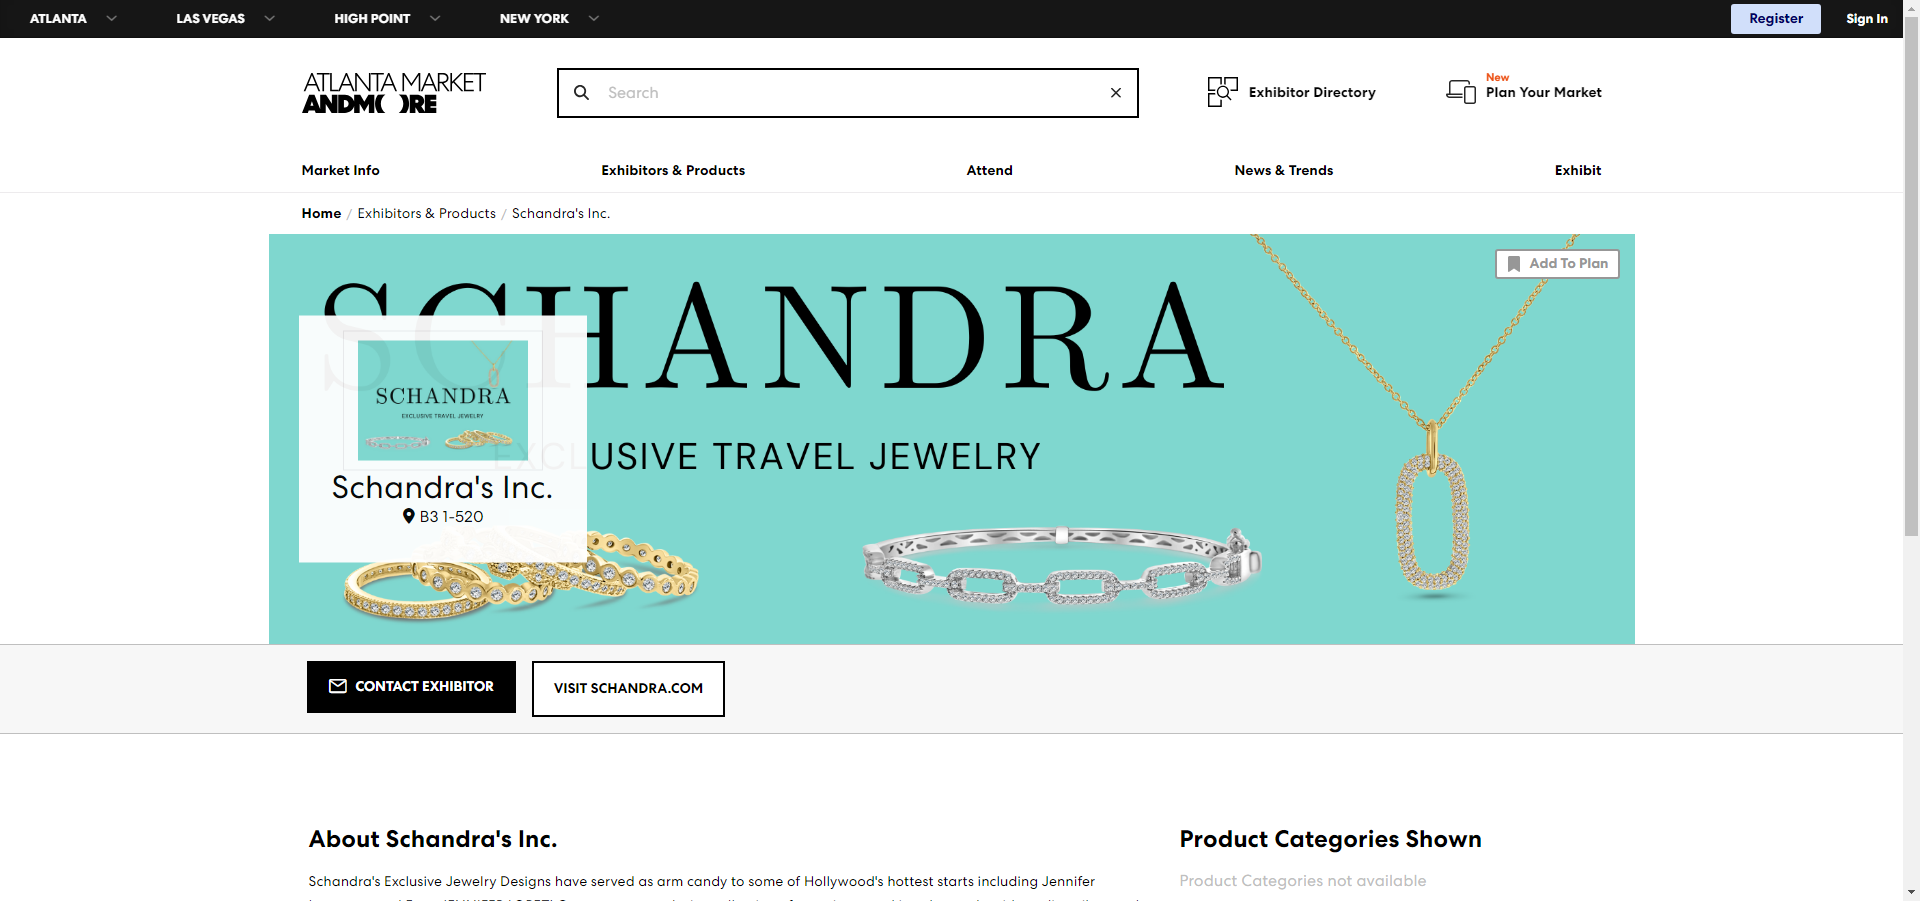 ATLANTA
LAS VEGAS
HIGH POINT
NEW YORK
Register
Sign In
ATLANTA MARKET
Search
Exhibitor Directory
New
Plan Your Market
Market Info
Exhibitors & Products
Attend
News & Trends
Exhibit
Home / Exhibitors & Products / Schandra's Inc.
SCHANDRA
Add To Plan
EXCLUSIVE TRAVEL JEWELRY
SCHANDRA
EXCLUSIVE TRAVEL JEWELRY
Schandra's Inc.
B3 1-520
CONTACT EXHIBITOR
VISIT SCHANDRA.COM
About Schandra's Inc.
Product Categories Shown
Schandra's Exclusive Jewelry Designs have served as arm candy to some of Hollywood's hottest starts including Jennifer
Product Categories not available